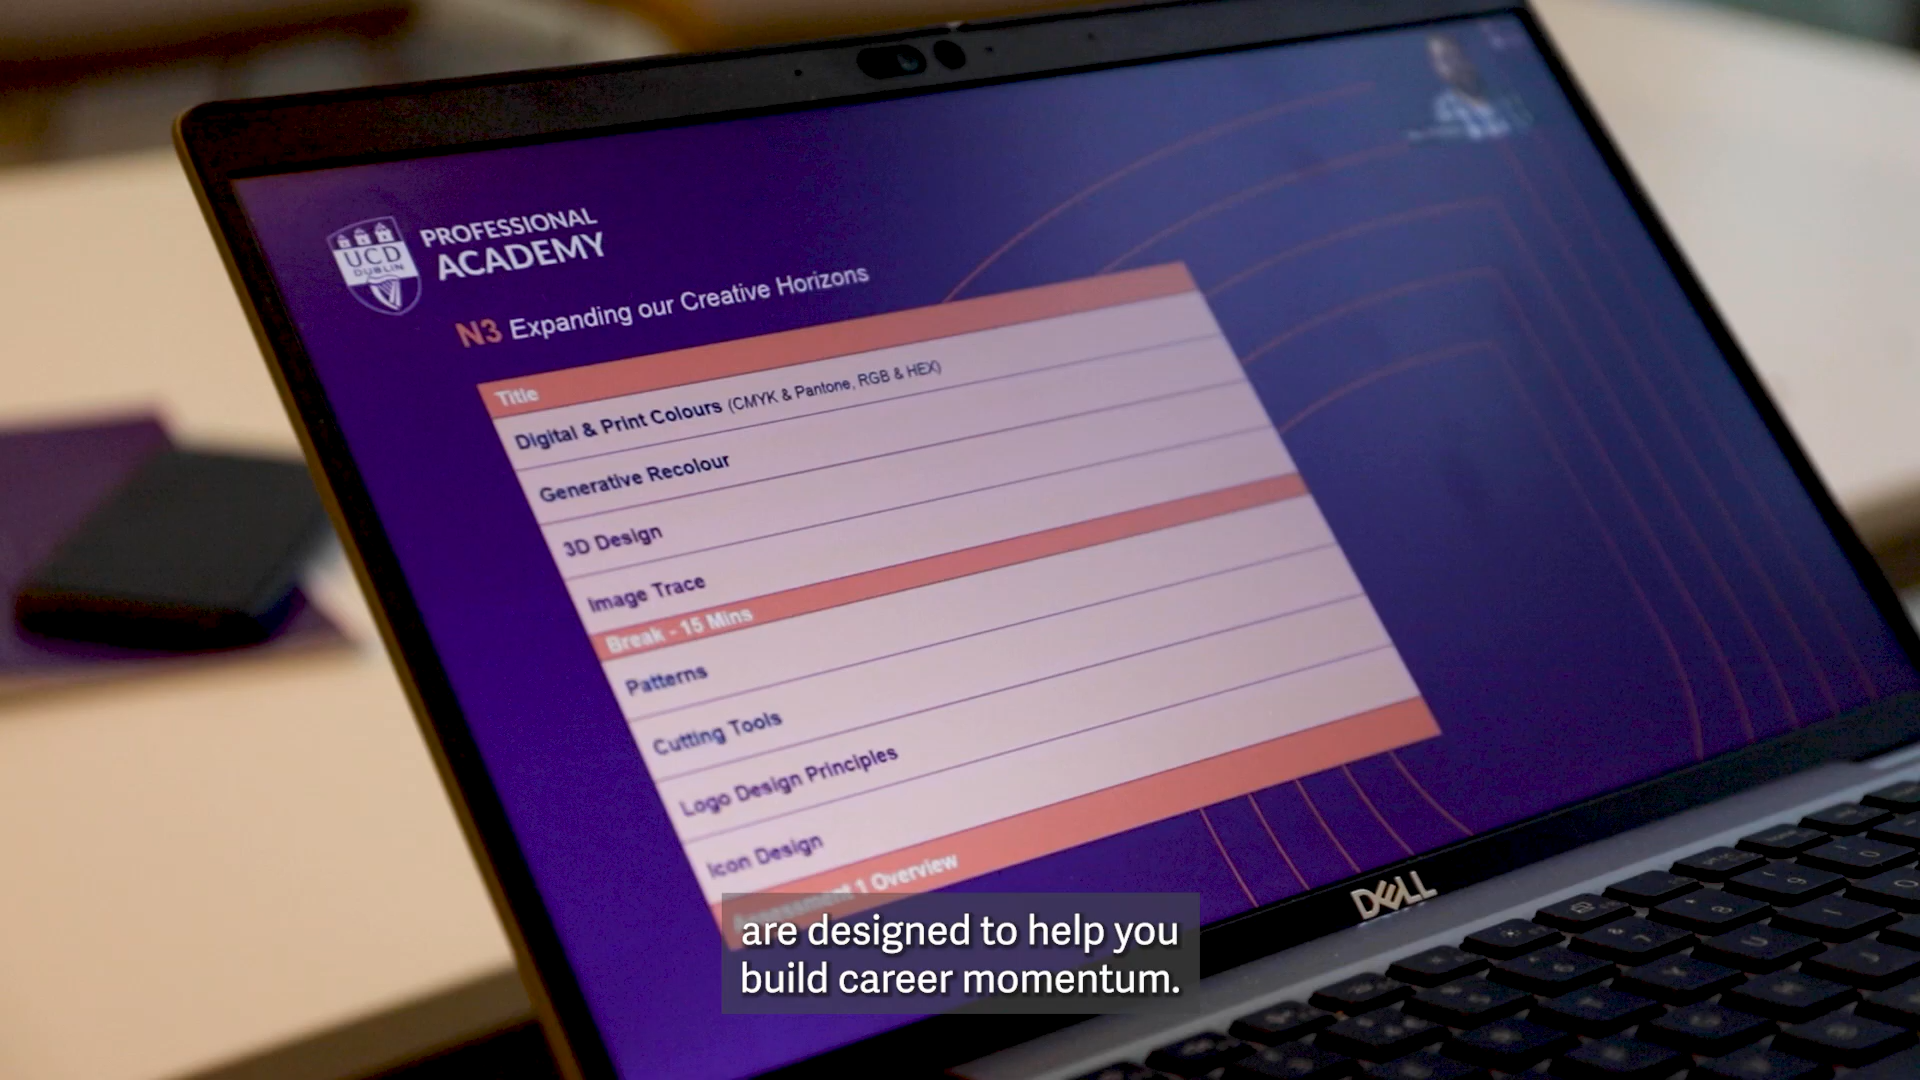 UCD
DUBLIN
PROFESSIONAL
ACADEMY
N3 Expanding our Creative Horizons
Title
Digital & Print Colours (CMYK & Pantone, RGB & HEX)
Generative Recolour
3D Design
Image Trace
Break - 15 Mins
Patterns
Cutting Tools
Logo Design Principles
Icon Design
Assessment 1 Overview
DELL
are designed to help you
build career momentum.